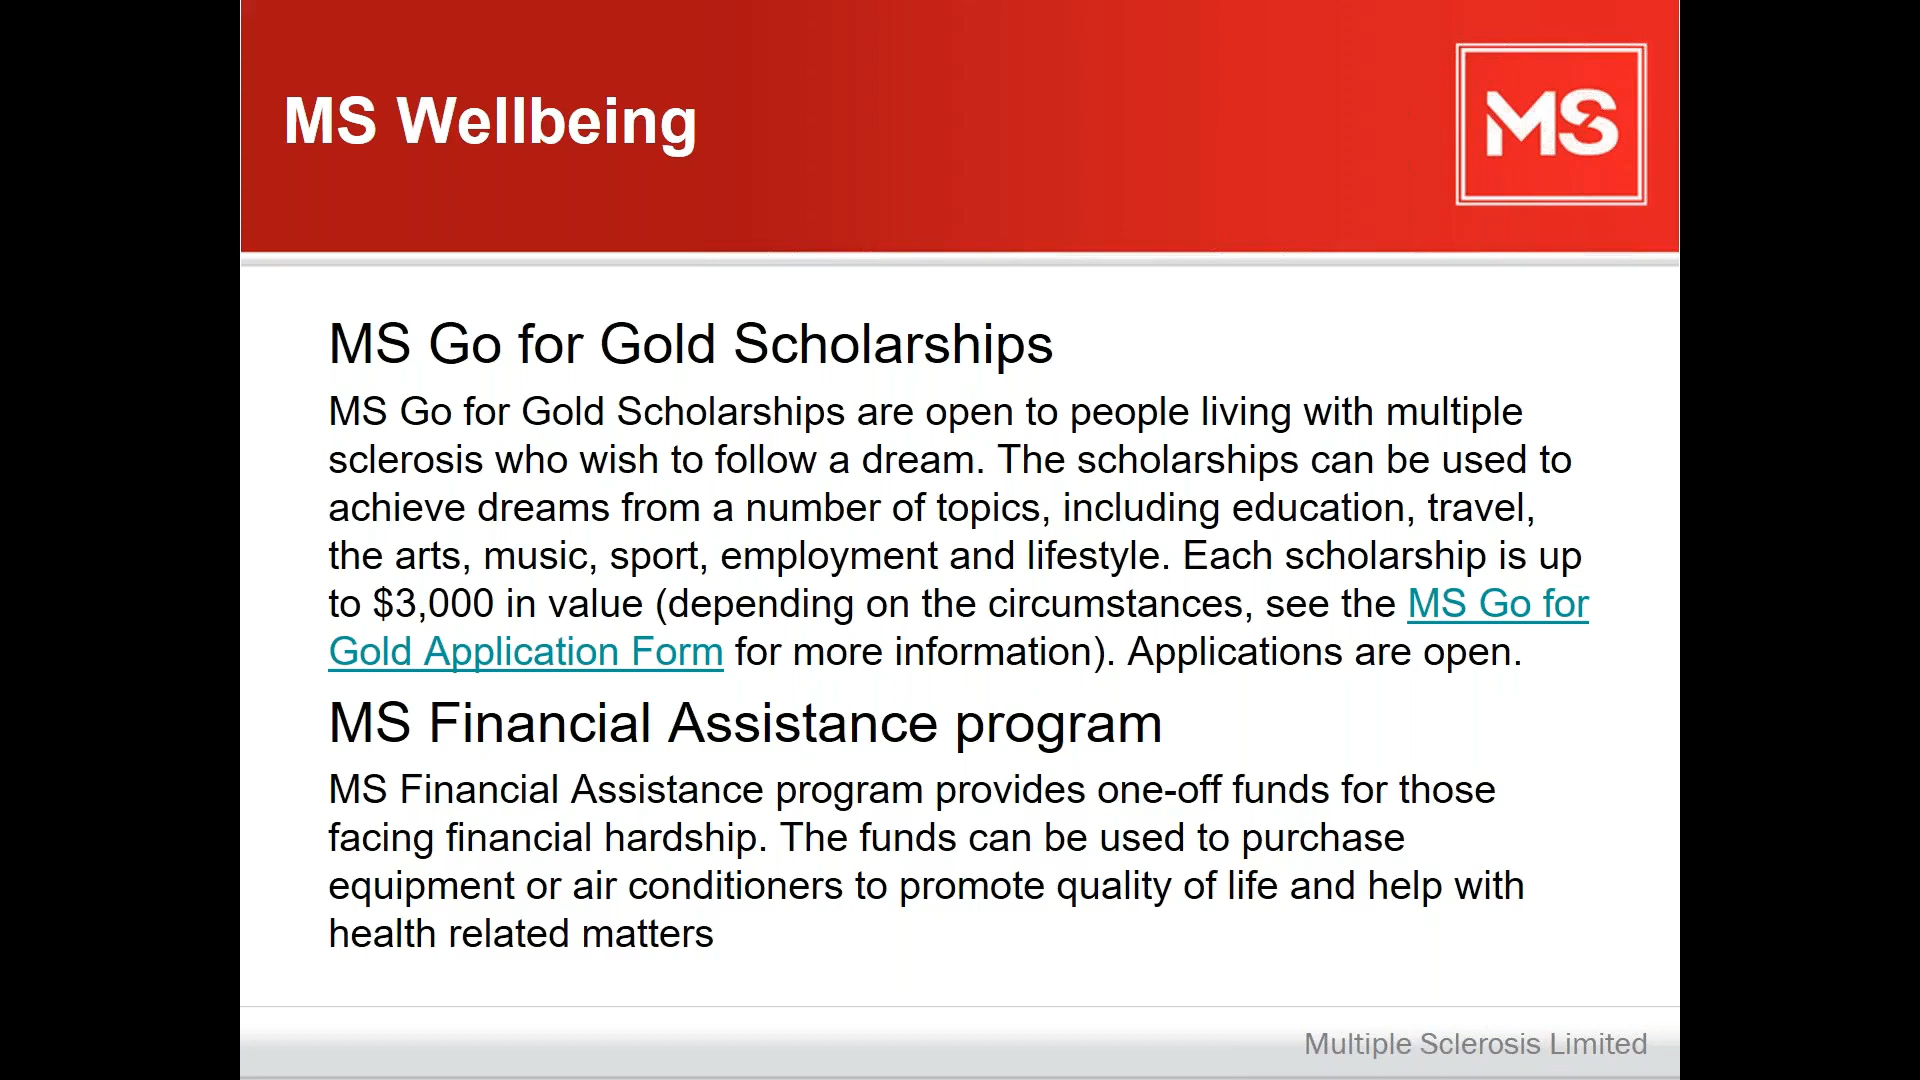 MS Wellbeing
MS
MS Go for Gold Scholarships
MS Go for Gold Scholarships are open to people living with multiple
sclerosis who wish to follow a dream. The scholarships can be used to
achieve dreams from a number of topics, including education, travel,
the arts, music, sport, employment and lifestyle. Each scholarship is up
to $3,000 in value (depending on the circumstances, see the MS Go for
Gold Application Form for more information). Applications are open.
MS Financial Assistance program
MS Financial Assistance program provides one-off funds for those
facing financial hardship. The funds can be used to purchase
equipment or air conditioners to promote quality of life and help with
health related matters
Multiple Sclerosis Limited